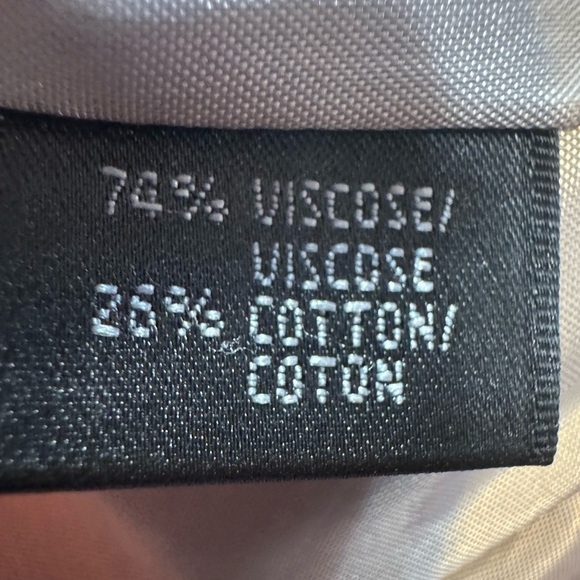 74% VISCOSE/
VISCOSE
26% COTTON/
COTON